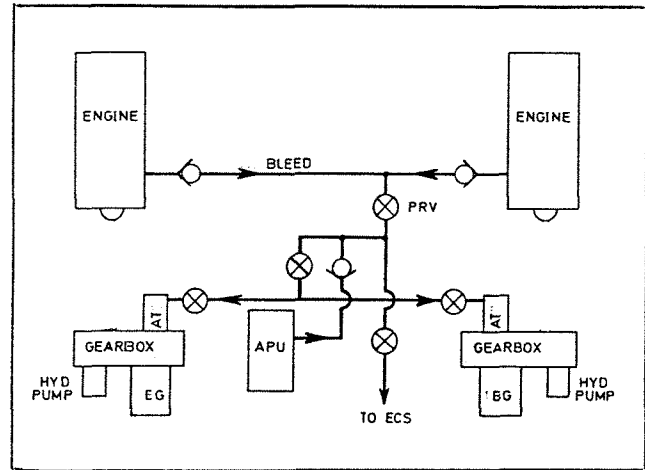 ENGINE
ENGINE
BLEED
PRV
AT
AT
GEARBOX
APU
GEARBOX
HYD
PUMP
EG
TO ECS
BG
HYD
PUMP